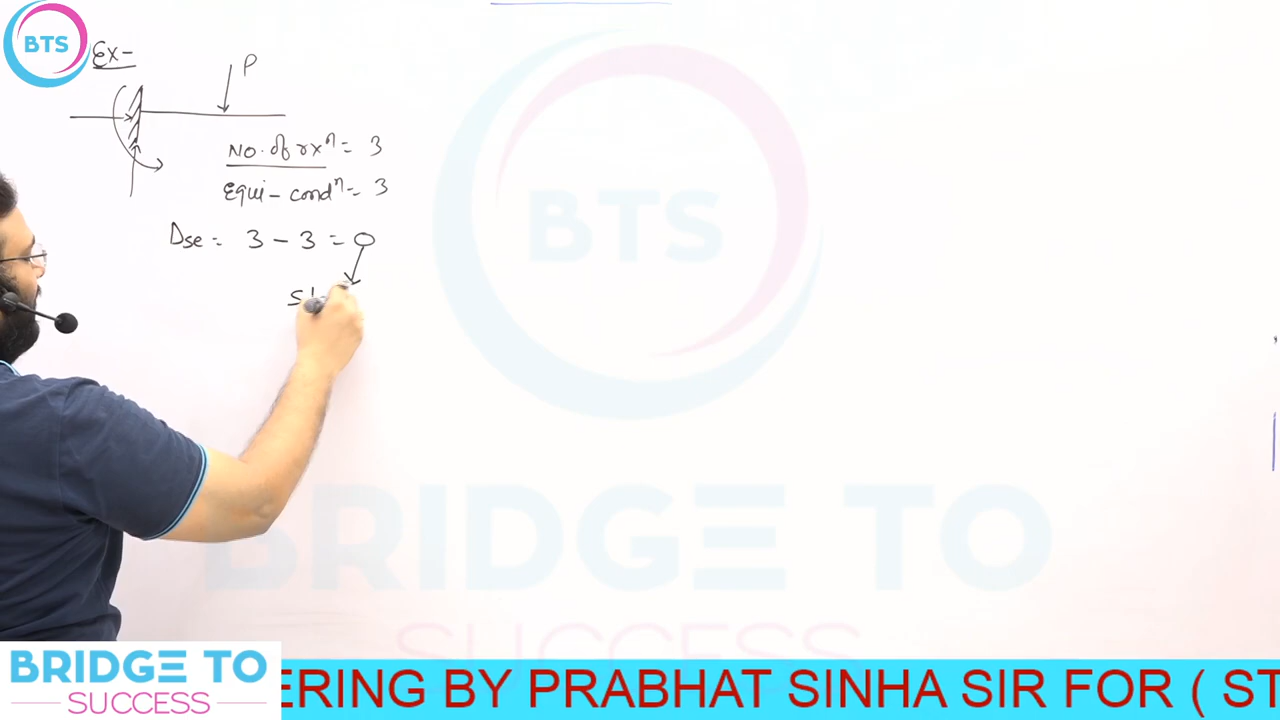 BTS
Ex-
P
No. of rxⁿ = 3
Equi-condⁿ = 3
Dse = 3 - 3 = 0
BTS
BRIDGE TO
SUCCESS
BRIDGE TO
SUCCESS
ERING BY PRABHAT SINHA SIR FOR ( ST